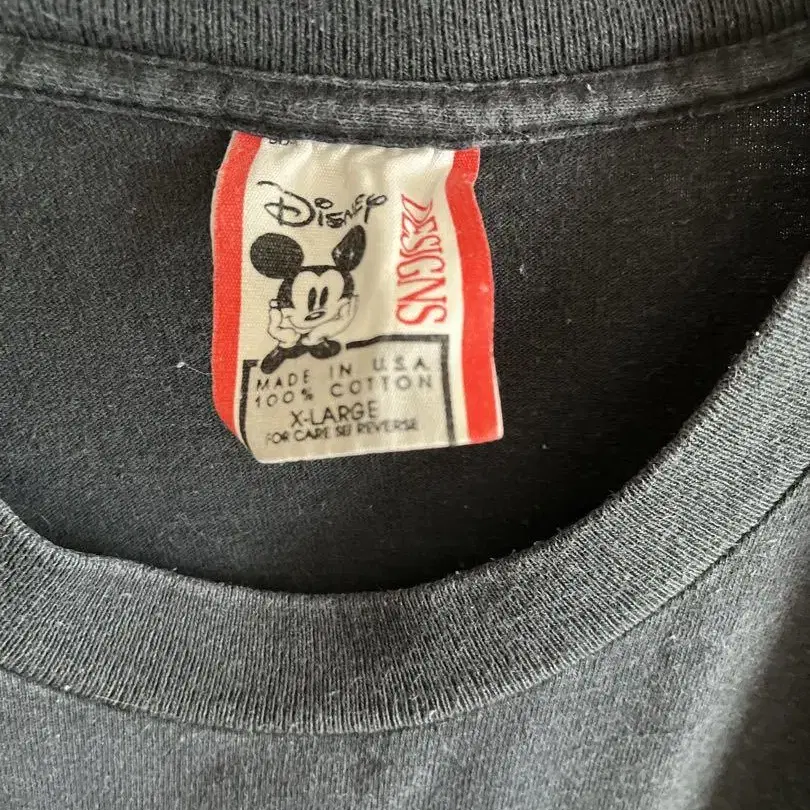 Disney
DESIGNS
MADE IN U.S.A.
100% COTTON
X-LARGE
FOR CARE SEE REVERSE